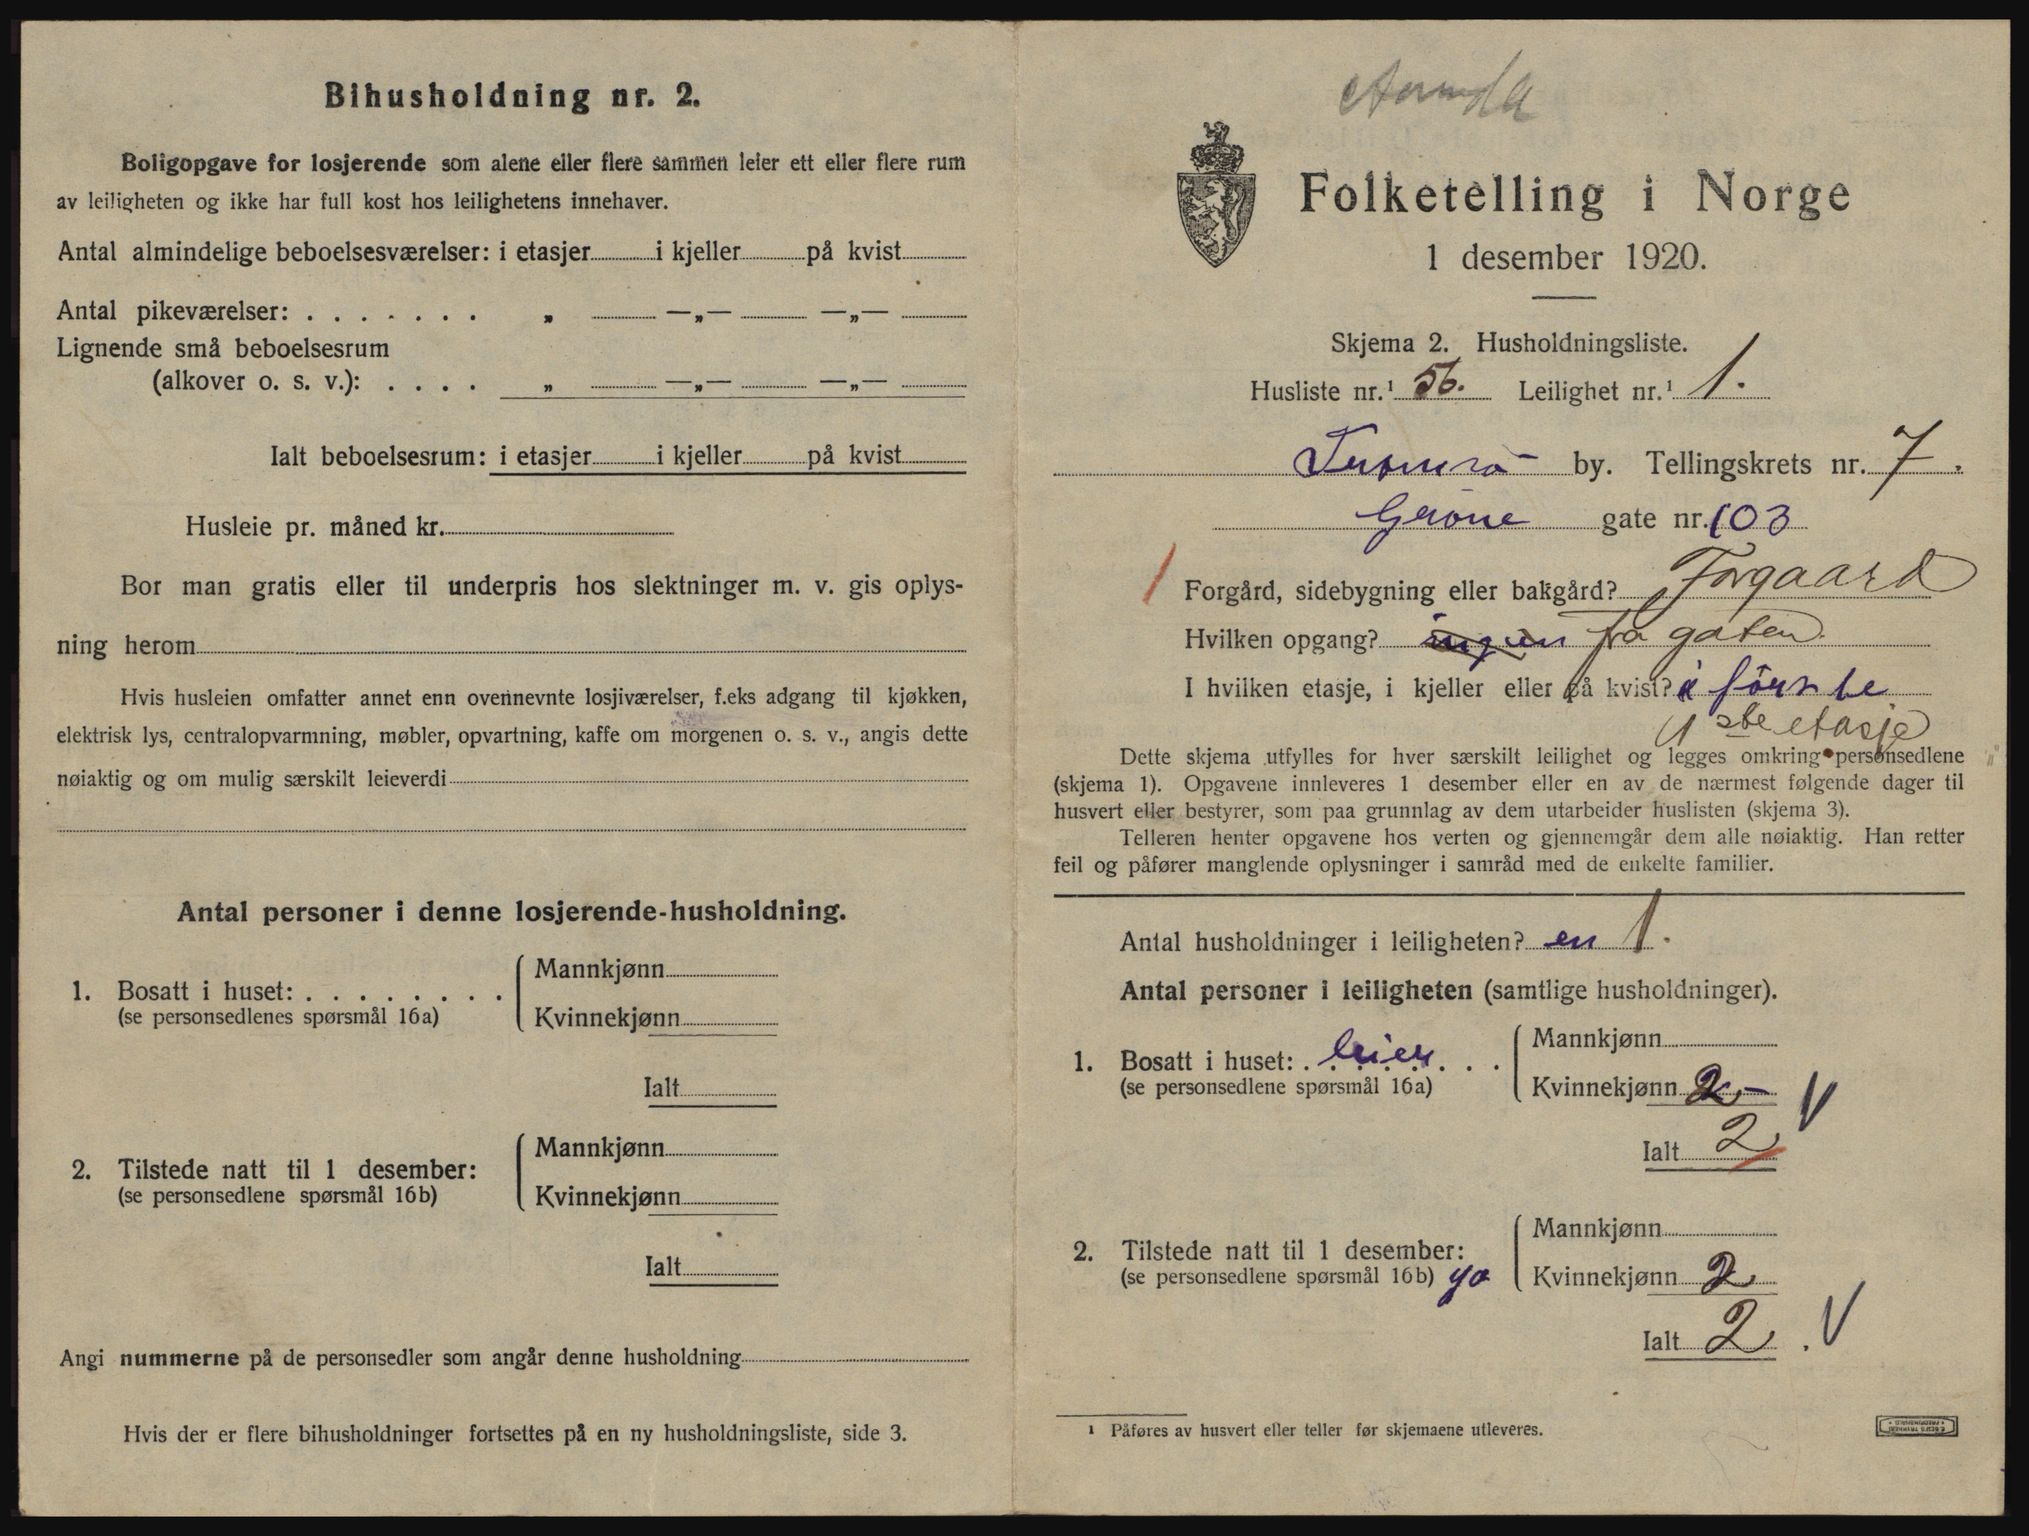 Bihusholdning nr. 2.
Boligopgave for losjerende som alene eller flere sammen leier ett eller flere rum
av leiligheten og ikke har full kost hos leilighetens innehaver.
Antal almindelige beboelsesværelser: i etasjer i kjeller på kvist
Antal pikeværelser: . . . . . . . „ —„— —„—
Lignende små beboelsesrum
(alkover o. s. v.): . . . . „ —„— —„—
Ialt beboelsesrum: i etasjer i kjeller på kvist
Husleie pr. måned kr.
Bor man gratis eller til underpris hos slektninger m. v. gis oplys-
ning herom
Hvis husleien omfatter annet enn ovennevnte losjiværelser, f.eks adgang til kjøkken,
elektrisk lys, centralopvarmning, møbler, opvartning, kaffe om morgenen o. s. v., angis dette
nøiaktig og om mulig særskilt leieverdi
Antal personer i denne losjerende-husholdning.
1. Bosatt i huset: . . . . . . . .
(se personsedlenes spørsmål 16a)
Mannkjønn
Kvinnekjønn
Ialt
2. Tilstede natt til 1 desember:
(se personsedlene spørsmål 16b)
Mannkjønn
Kvinnekjønn
Ialt
Angi nummerne på de personsedler som angår denne husholdning
Hvis der er flere bihusholdninger fortsettes på en ny husholdningsliste, side 3.
Folketelling i Norge
1 desember 1920.
Skjema 2. Husholdningsliste.
Husliste nr.¹ 56. Leilighet nr.¹ 1.
Tromsø by. Tellingskrets nr. 7.
Grøne gate nr. 103
1 Forgård, sidebygning eller bakgård? Forgaard
Hvilken opgang? ingen fra gaten.
I hvilken etasje, i kjeller eller på kvist? i første
1ste etasje
Dette skjema utfylles for hver særskilt leilighet og legges omkring personsedlene
(skjema 1). Opgavene innleveres 1 desember eller en av de nærmest følgende dager til
husvert eller bestyrer, som paa grunnlag av dem utarbeider huslisten (skjema 3).
Telleren henter opgavene hos verten og gjennemgår dem alle nøiaktig. Han retter
feil og påfører manglende oplysninger i samråd med de enkelte familier.
Antal husholdninger i leiligheten? en 1.
Antal personer i leiligheten (samtlige husholdninger).
1. Bosatt i huset: leier . . .
(se personsedlene spørsmål 16a)
Mannkjønn
Kvinnekjønn 2 – V
Ialt 2
2. Tilstede natt til 1 desember:
(se personsedlene spørsmål 16b) ja
Mannkjønn
Kvinnekjønn 2
Ialt 2. V
¹ Påføres av husvert eller teller før skjemaene utleveres.